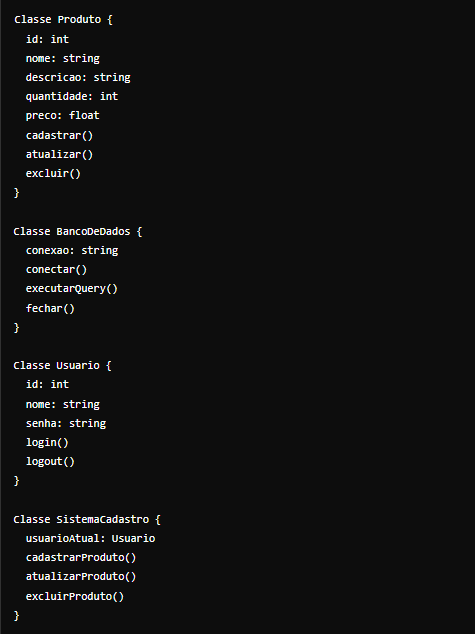 Classe Produto {
id: int
nome: string
descricao: string
quantidade: int
preco: float
cadastrar()
atualizar()
excluir()
}
Classe BancoDeDados {
conexao: string
conectar()
executarQuery()
fechar()
}
Classe Usuario {
id: int
nome: string
senha: string
login()
logout()
}
Classe SistemaCadastro {
usuarioAtual: Usuario
cadastrarProduto()
atualizarProduto()
excluirProduto()
}